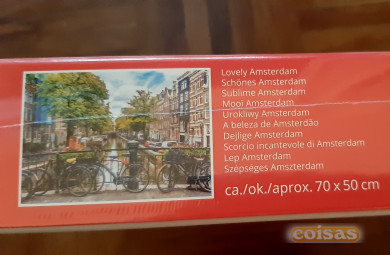 Lovely Amsterdam
Schönes Amsterdam
Sublime Amsterdam
Mooi Amsterdam
Urokliwy Amsterdam
A beleza de Amsterdão
Dejlige Amsterdam
Scorcio incantevole di Amsterdam
Lep Amsterdam
Szépséges Amszterdam
ca./ok./aprox. 70 x 50 cm
coisas